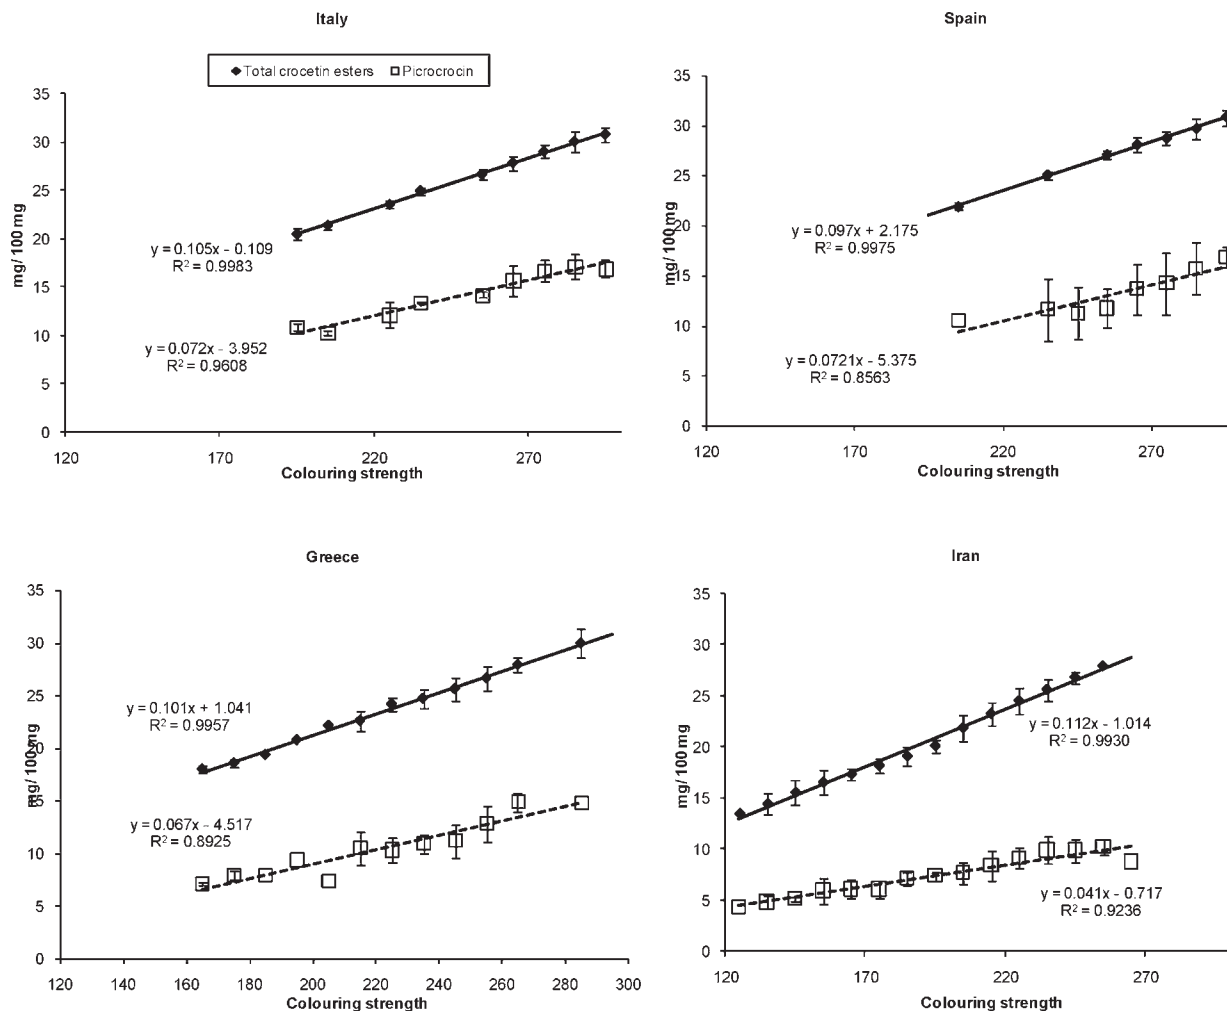 Italy
Total crocetin esters Picrocrocin
35
30
25
20
15
10
5
0
mg/ 100 mg
y = 0.105x - 0.109
R² = 0.9983
y = 0.072x - 3.952
R² = 0.9608
120 170 220 270
Colouring strength
Spain
35
30
25
20
15
10
5
0
mg/ 100 mg
y = 0.097x + 2.175
R² = 0.9975
y = 0.0721x - 5.375
R² = 0.8563
120 170 220 270
Colouring strength
Greece
35
30
25
20
15
10
5
0
mg/ 100 mg
y = 0.101x + 1.041
R² = 0.9957
y = 0.067x - 4.517
R² = 0.8925
120 140 160 180 200 220 240 260 280 300
Colouring strength
Iran
35
30
25
20
15
10
5
0
mg/ 100 mg
y = 0.112x - 1.014
R² = 0.9930
y = 0.041x - 0.717
R² = 0.9236
120 170 220 270
Colouring strength